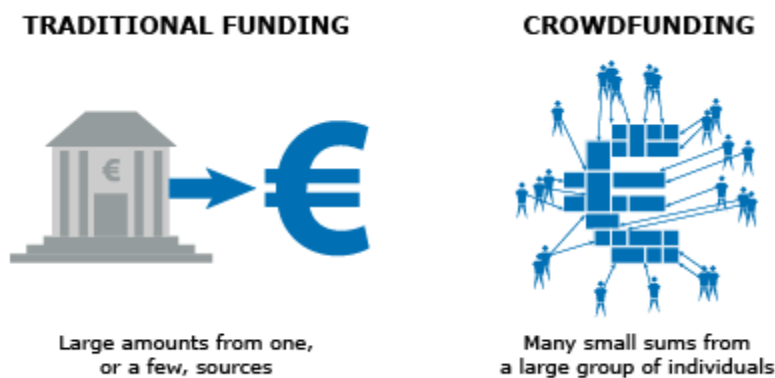 TRADITIONAL FUNDING
€
€
Large amounts from one,
or a few, sources
CROWDFUNDING
Many small sums from
a large group of individuals